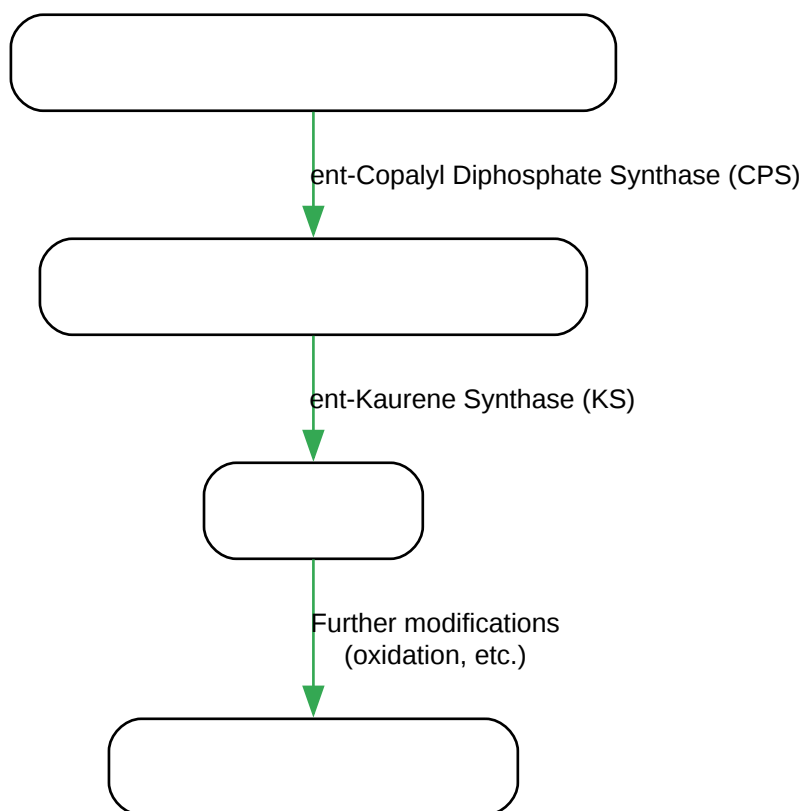 ent-Copalyl Diphosphate Synthase (CPS)
ent-Kaurene Synthase (KS)
Further modifications
(oxidation, etc.)